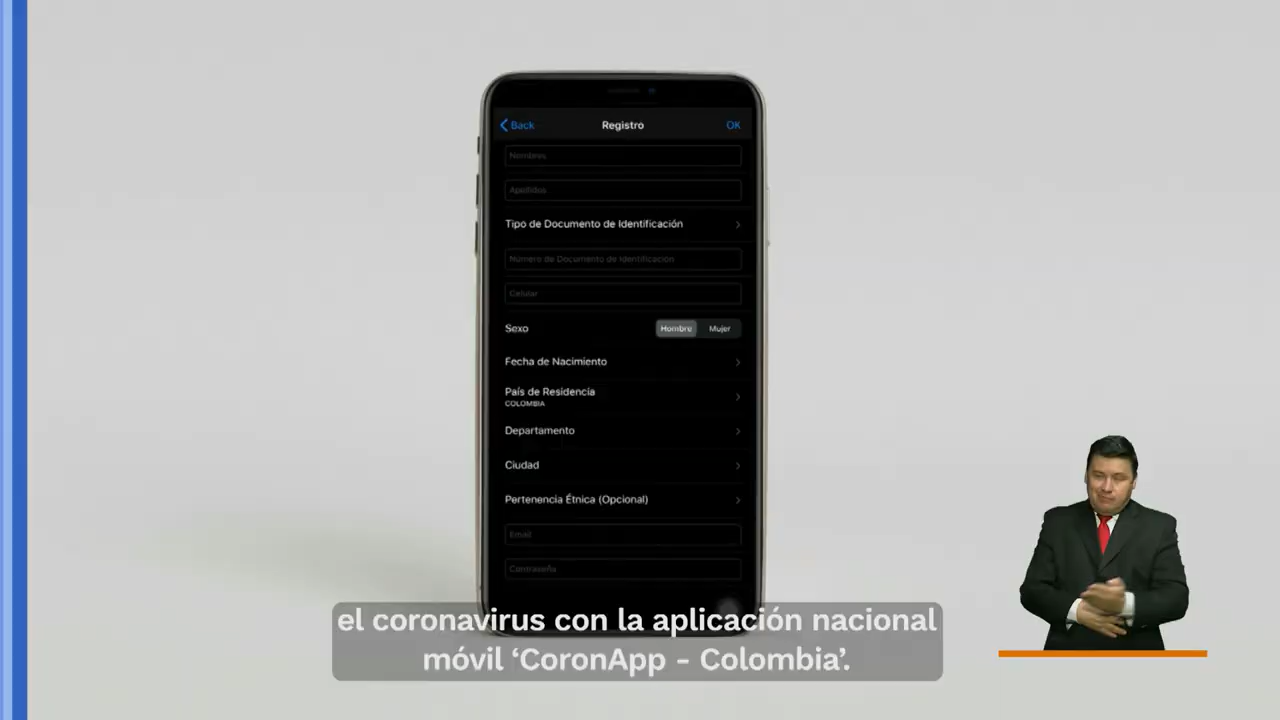 Back
Registro
OK
Nombres
Apellidos
Tipo de Documento de Identificación
Número de Documento de Identificación
Celular
Sexo
Hombre
Mujer
Fecha de Nacimiento
País de Residencia
COLOMBIA
Departamento
Ciudad
Pertenencia Étnica (Opcional)
Email
Contraseña
el coronavirus con la aplicación nacional
móvil ‘CoronApp - Colombia’.